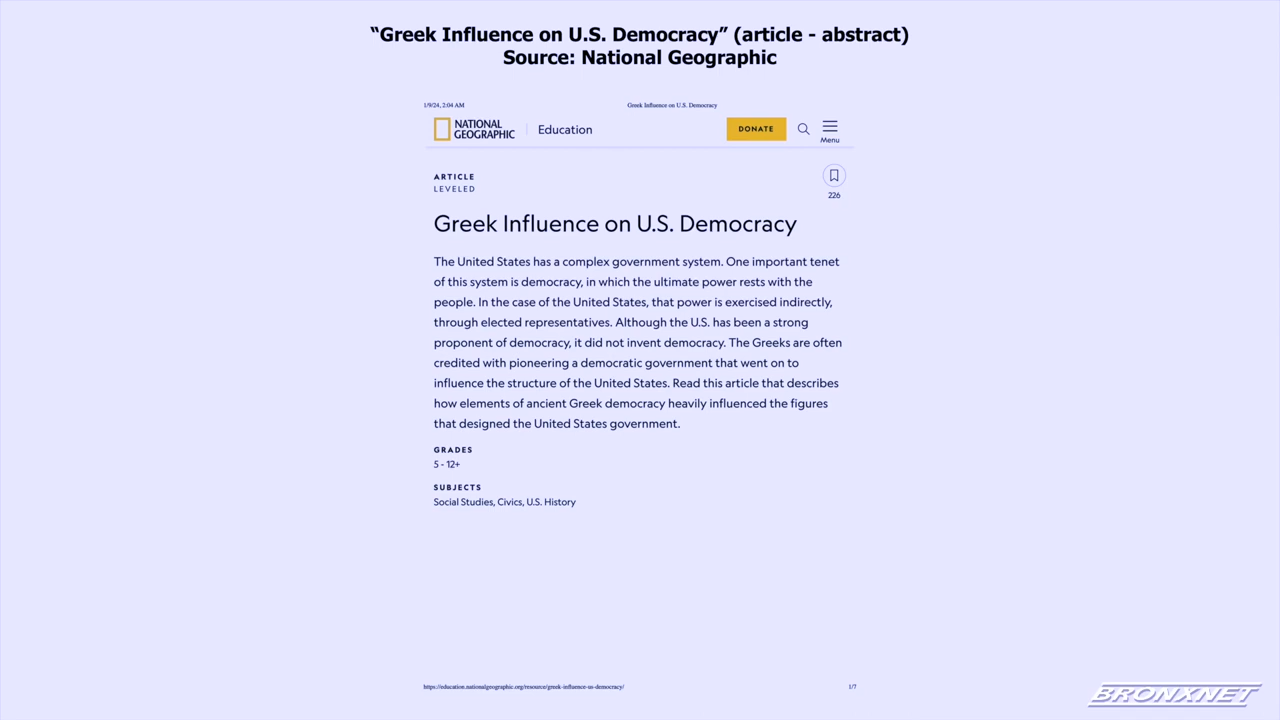 “Greek Influence on U.S. Democracy” (article - abstract)
Source: National Geographic
1/9/24, 2:04 AM
Greek Influence on U.S. Democracy
NATIONAL
GEOGRAPHIC
Education
DONATE
Menu
ARTICLE
LEVELED
226
Greek Influence on U.S. Democracy
The United States has a complex government system. One important tenet
of this system is democracy, in which the ultimate power rests with the
people. In the case of the United States, that power is exercised indirectly,
through elected representatives. Although the U.S. has been a strong
proponent of democracy, it did not invent democracy. The Greeks are often
credited with pioneering a democratic government that went on to
influence the structure of the United States. Read this article that describes
how elements of ancient Greek democracy heavily influenced the figures
that designed the United States government.
GRADES
5 - 12+
SUBJECTS
Social Studies, Civics, U.S. History
https://education.nationalgeographic.org/resource/greek-influence-us-democracy/
1/7
BRONXNET